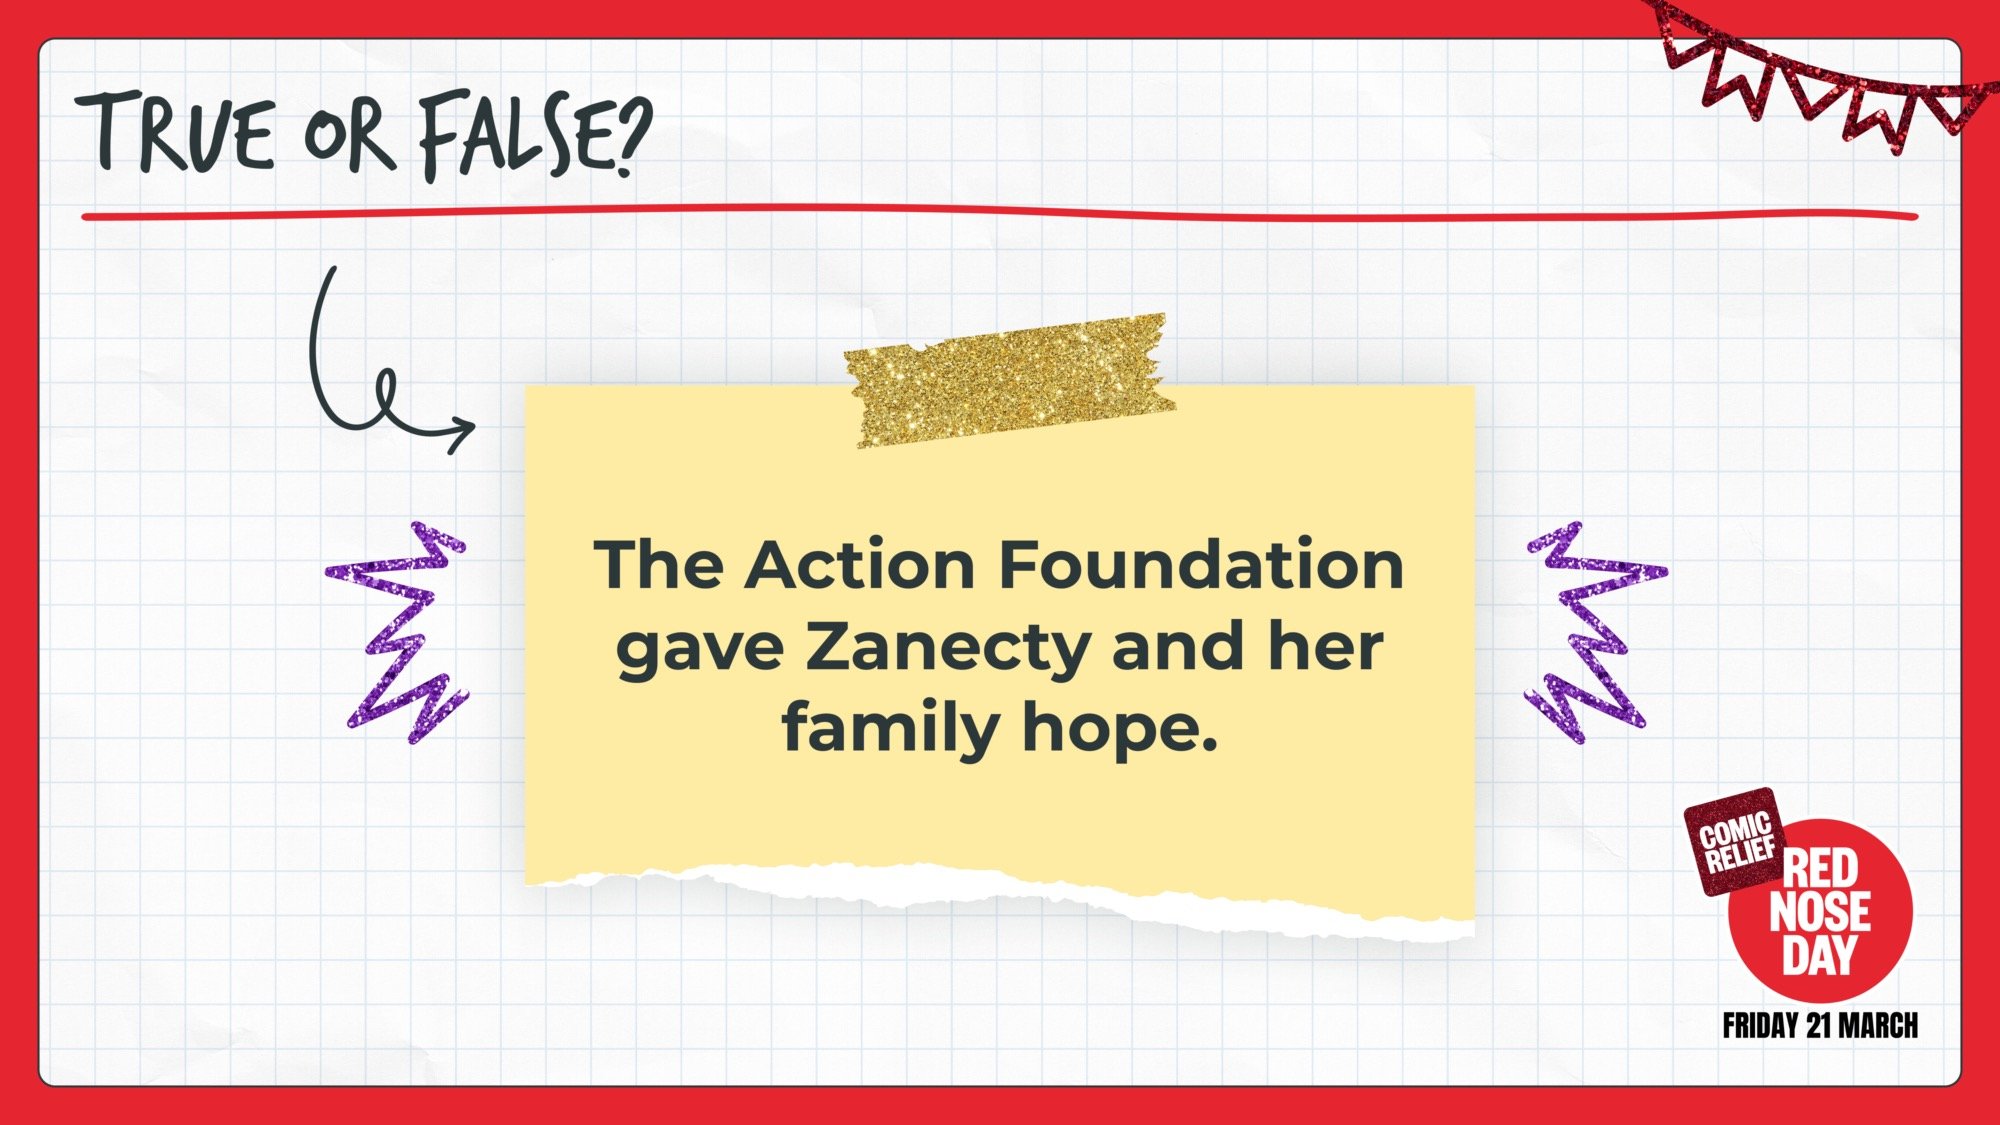 TRUE OR FALSE?
The Action Foundation
gave Zanecty and her
family hope.
COMIC
RELIEF
RED
NOSE
DAY
FRIDAY 21 MARCH